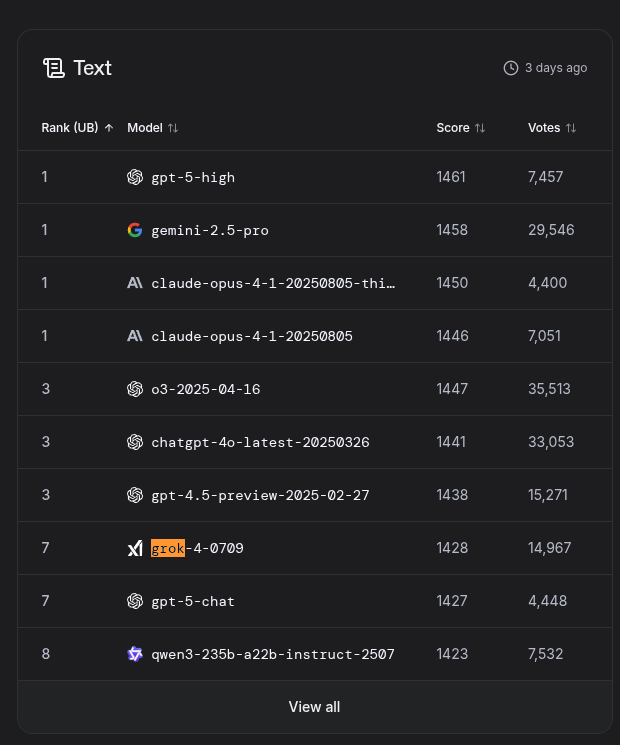 Text
3 days ago
Rank (UB) Model Score Votes
1 gpt-5-high 1461 7,457
1 gemini-2.5-pro 1458 29,546
1 claude-opus-4-1-20250805-thi… 1450 4,400
1 claude-opus-4-1-20250805 1446 7,051
3 o3-2025-04-16 1447 35,513
3 chatgpt-4o-latest-20250326 1441 33,053
3 gpt-4.5-preview-2025-02-27 1438 15,271
7 grok-4-0709 1428 14,967
7 gpt-5-chat 1427 4,448
8 qwen3-235b-a22b-instruct-2507 1423 7,532
View all